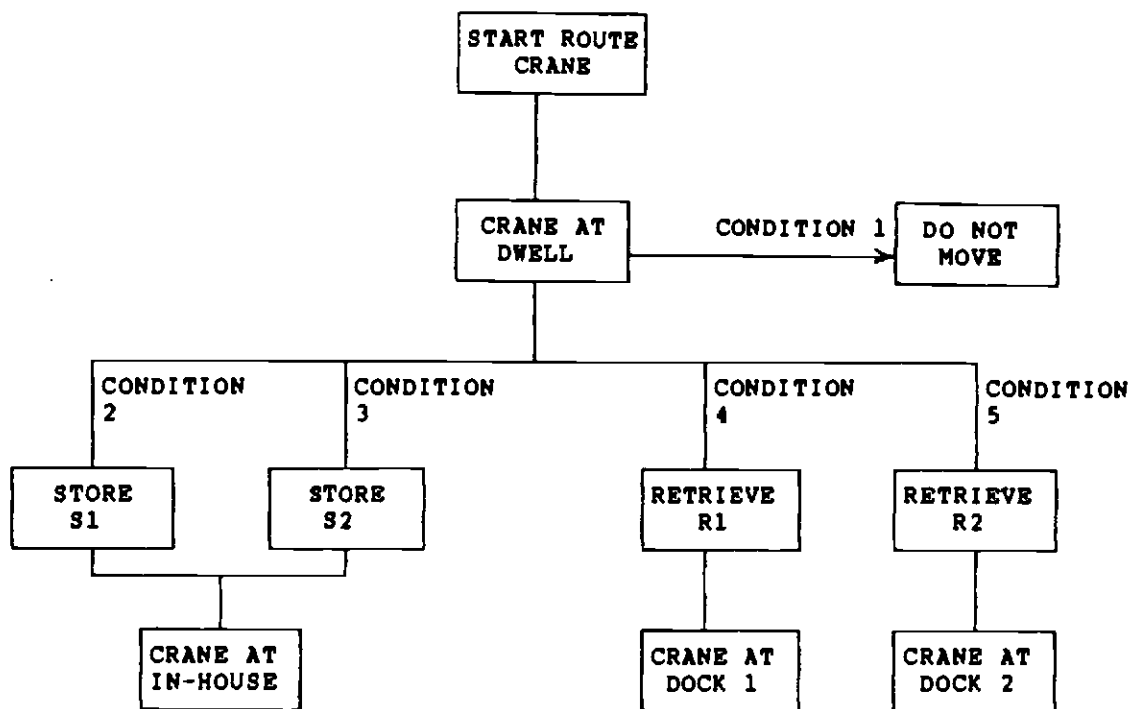 START ROUTE
CRANE
CRANE AT
DWELL
CONDITION 1
DO NOT
MOVE
CONDITION
2
CONDITION
3
CONDITION
4
CONDITION
5
STORE
S1
STORE
S2
RETRIEVE
R1
RETRIEVE
R2
CRANE AT
IN-HOUSE
CRANE AT
DOCK 1
CRANE AT
DOCK 2